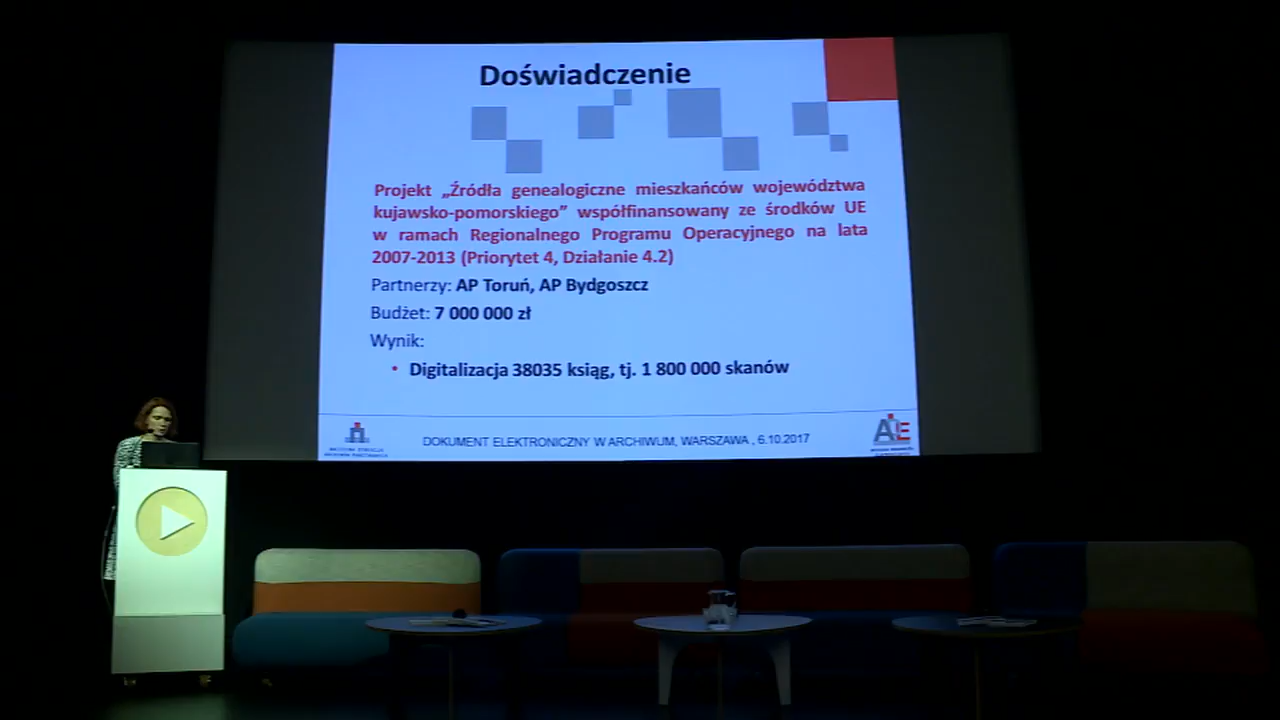 Doświadczenie
Projekt „Źródła genealogiczne mieszkańców województwa
kujawsko-pomorskiego” współfinansowany ze środków UE
w ramach Regionalnego Programu Operacyjnego na lata
2007-2013 (Priorytet 4, Działanie 4.2)
Partnerzy: AP Toruń, AP Bydgoszcz
Budżet: 7 000 000 zł
Wynik:
• Digitalizacja 38035 ksiąg, tj. 1 800 000 skanów
DOKUMENT ELEKTRONICZNY W ARCHIWUM, WARSZAWA , 6.10.2017